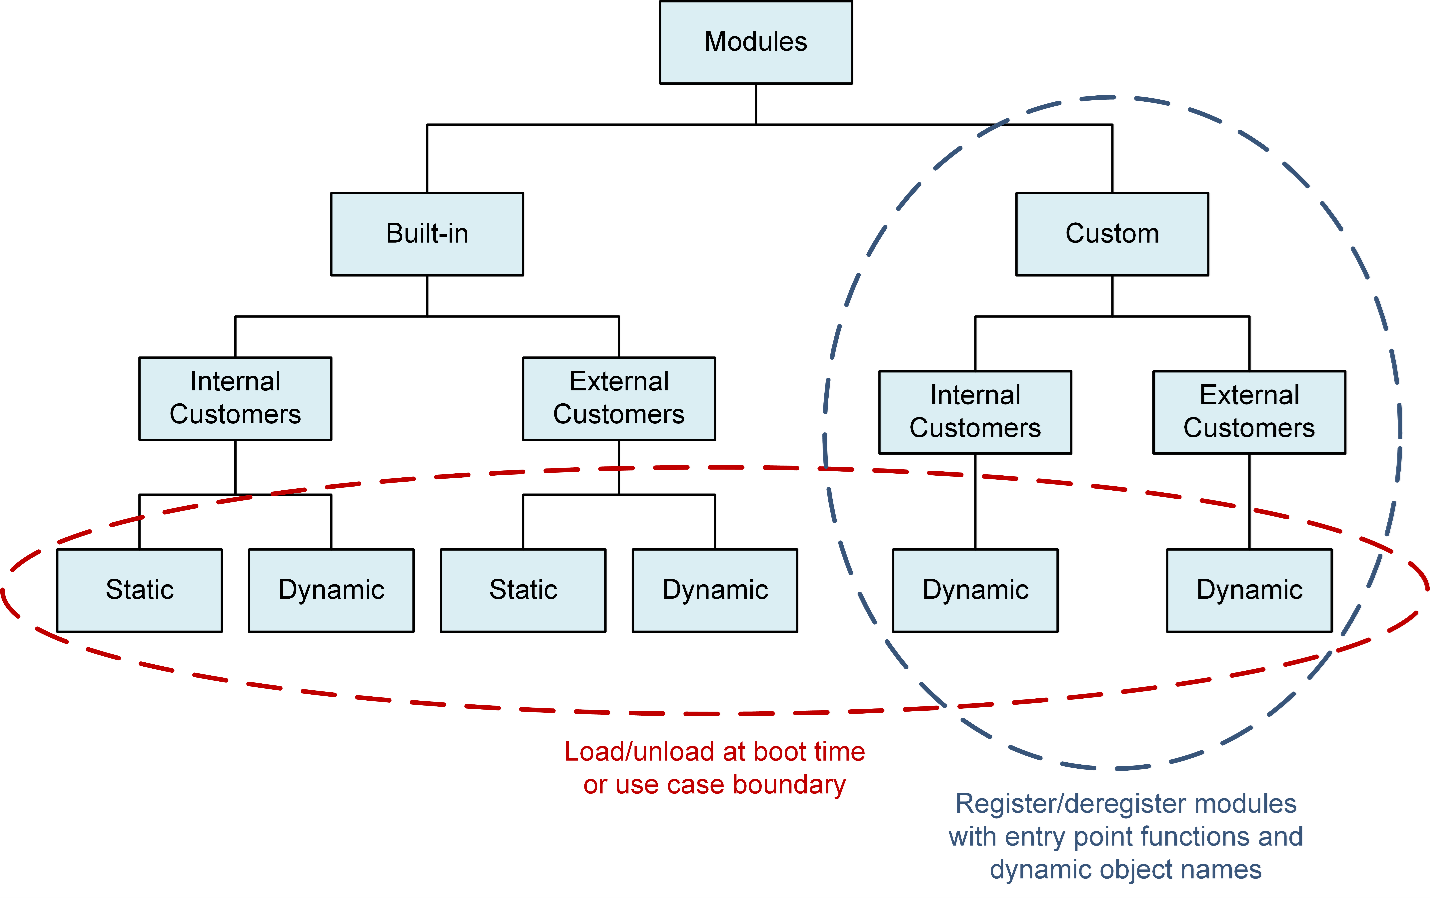 Modules
Built-in
Custom
Internal
Customers
External
Customers
Internal
Customers
External
Customers
Static
Dynamic
Static
Dynamic
Dynamic
Dynamic
Load/unload at boot time
or use case boundary
Register/deregister modules
with entry point functions and
dynamic object names